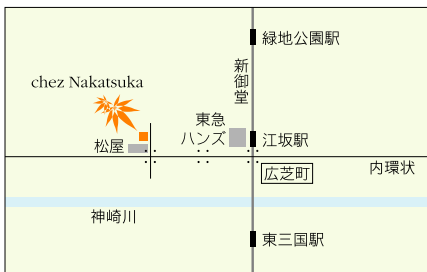 緑地公園駅
新御堂
chez Nakatsuka
東急
ハンズ
江坂駅
松屋
広芝町
内環状
神崎川
東三国駅